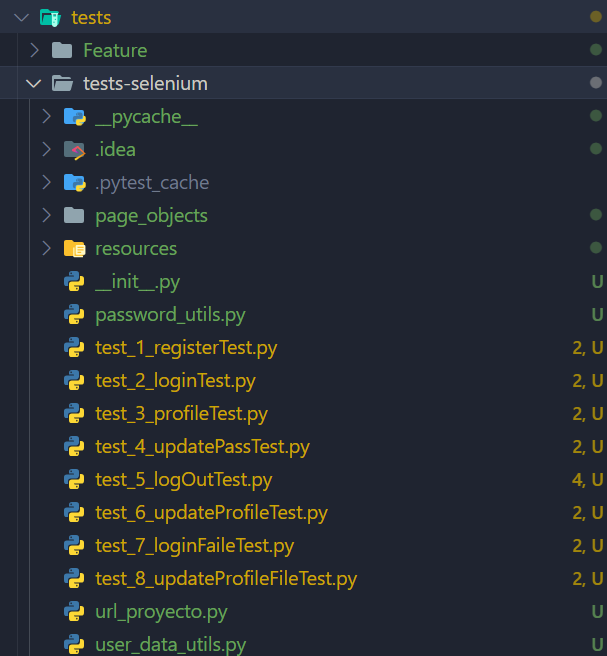 tests
Feature
tests-selenium
__pycache__
.idea
.pytest_cache
page_objects
resources
__init__.py U
password_utils.py U
test_1_registerTest.py 2, U
test_2_loginTest.py 2, U
test_3_profileTest.py 2, U
test_4_updatePassTest.py 2, U
test_5_logOutTest.py 4, U
test_6_updateProfileTest.py 2, U
test_7_loginFaileTest.py 2, U
test_8_updateProfileFileTest.py 2, U
url_proyecto.py U
user_data_utils.py U